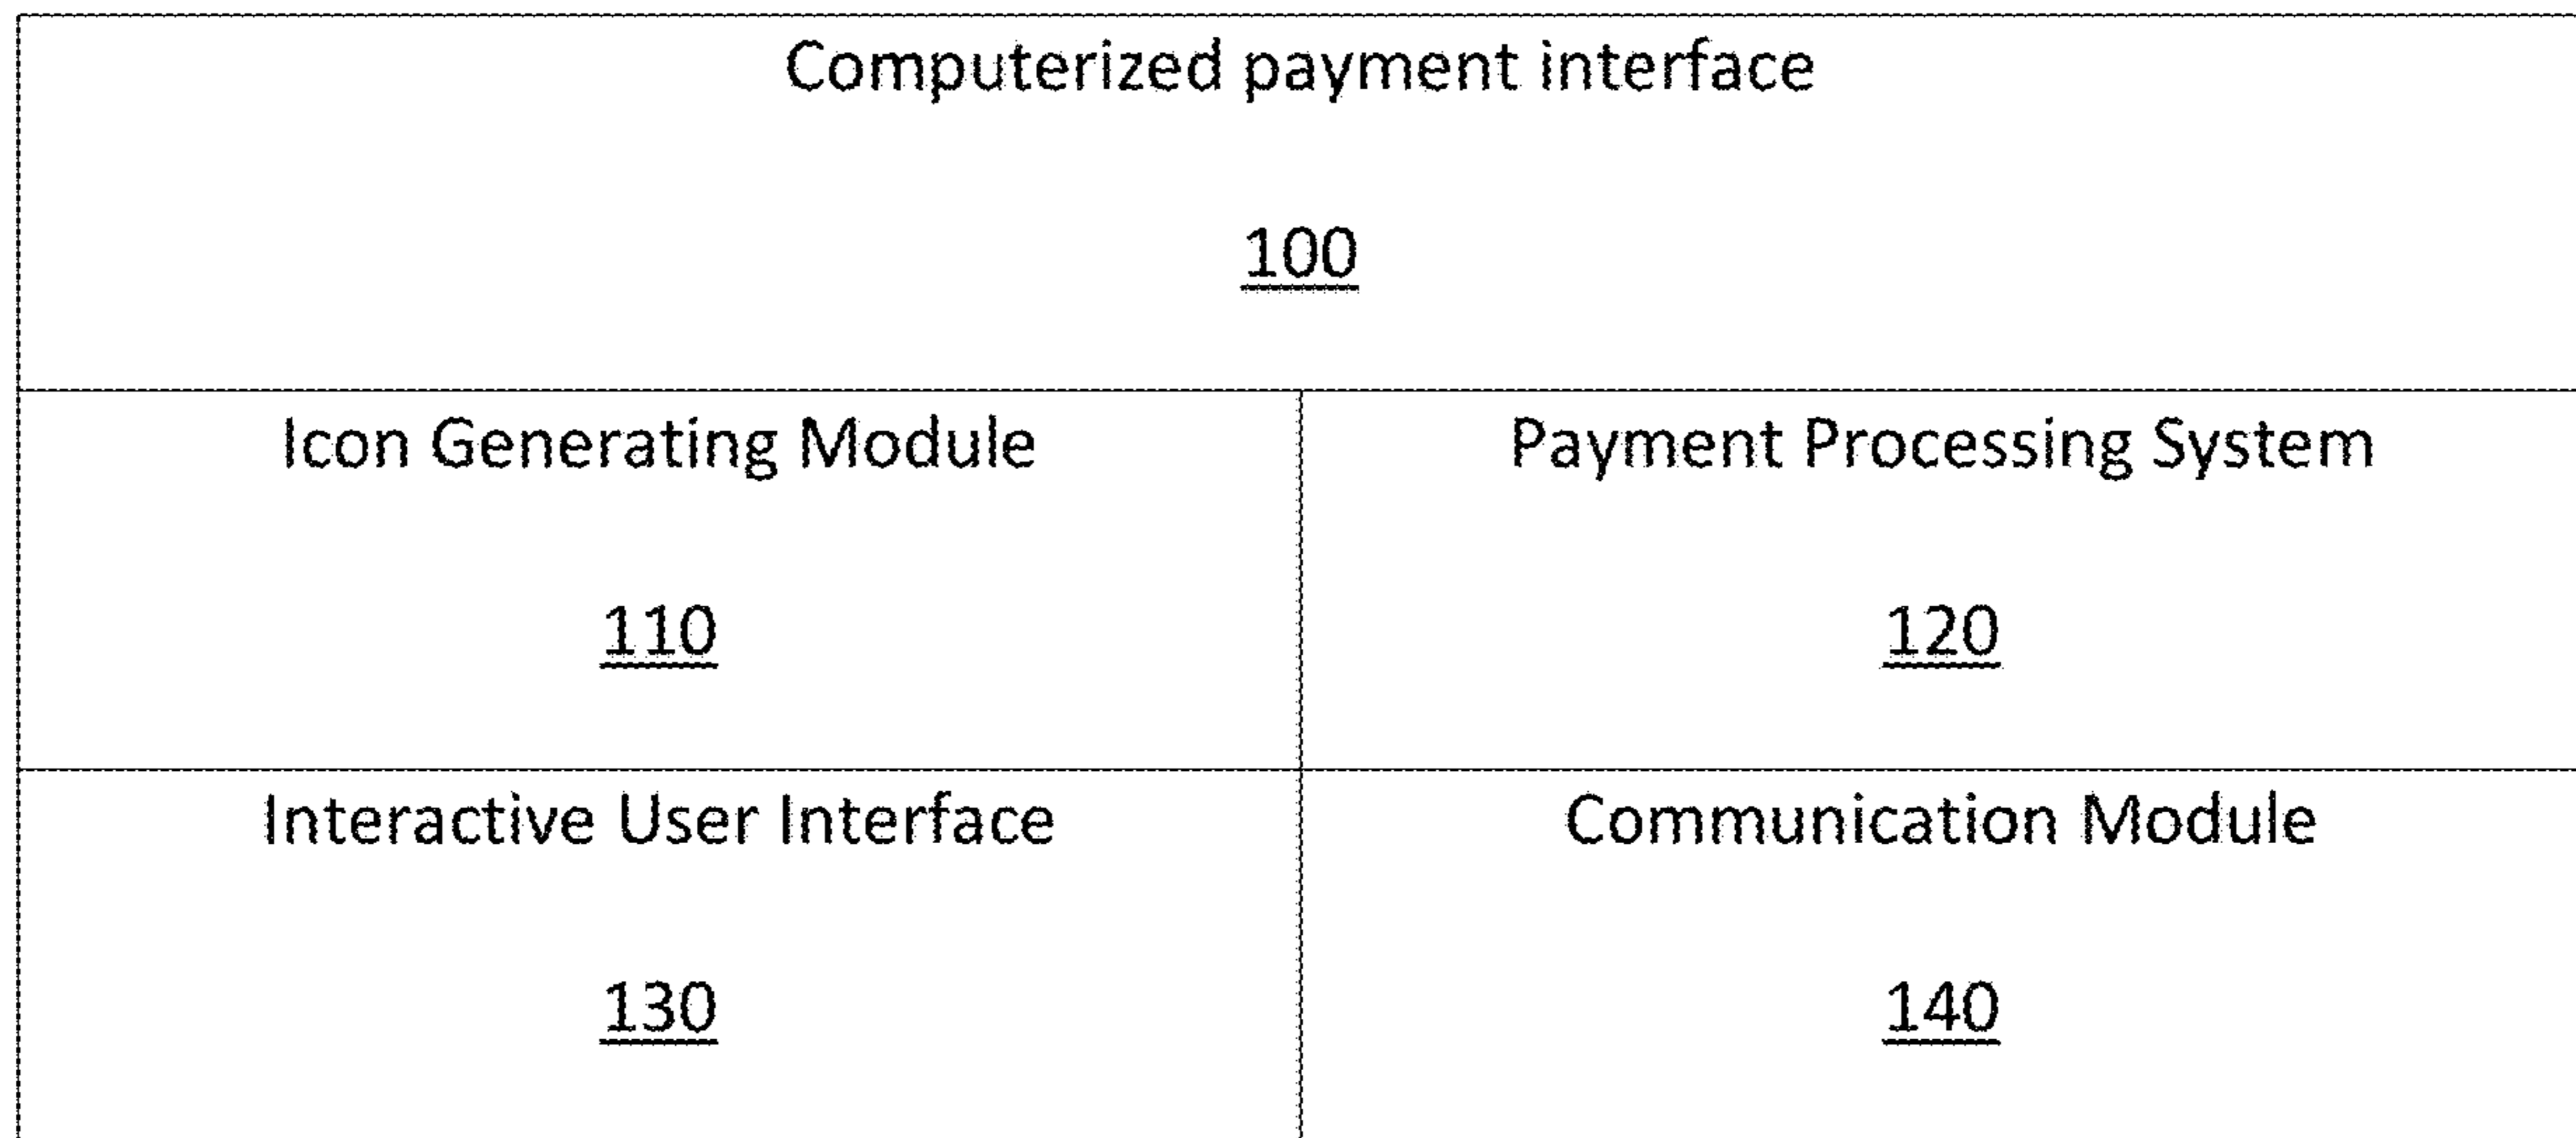 Computerized payment interface
100
Icon Generating Module
110
Payment Processing System
120
Interactive User Interface
130
Communication Module
140